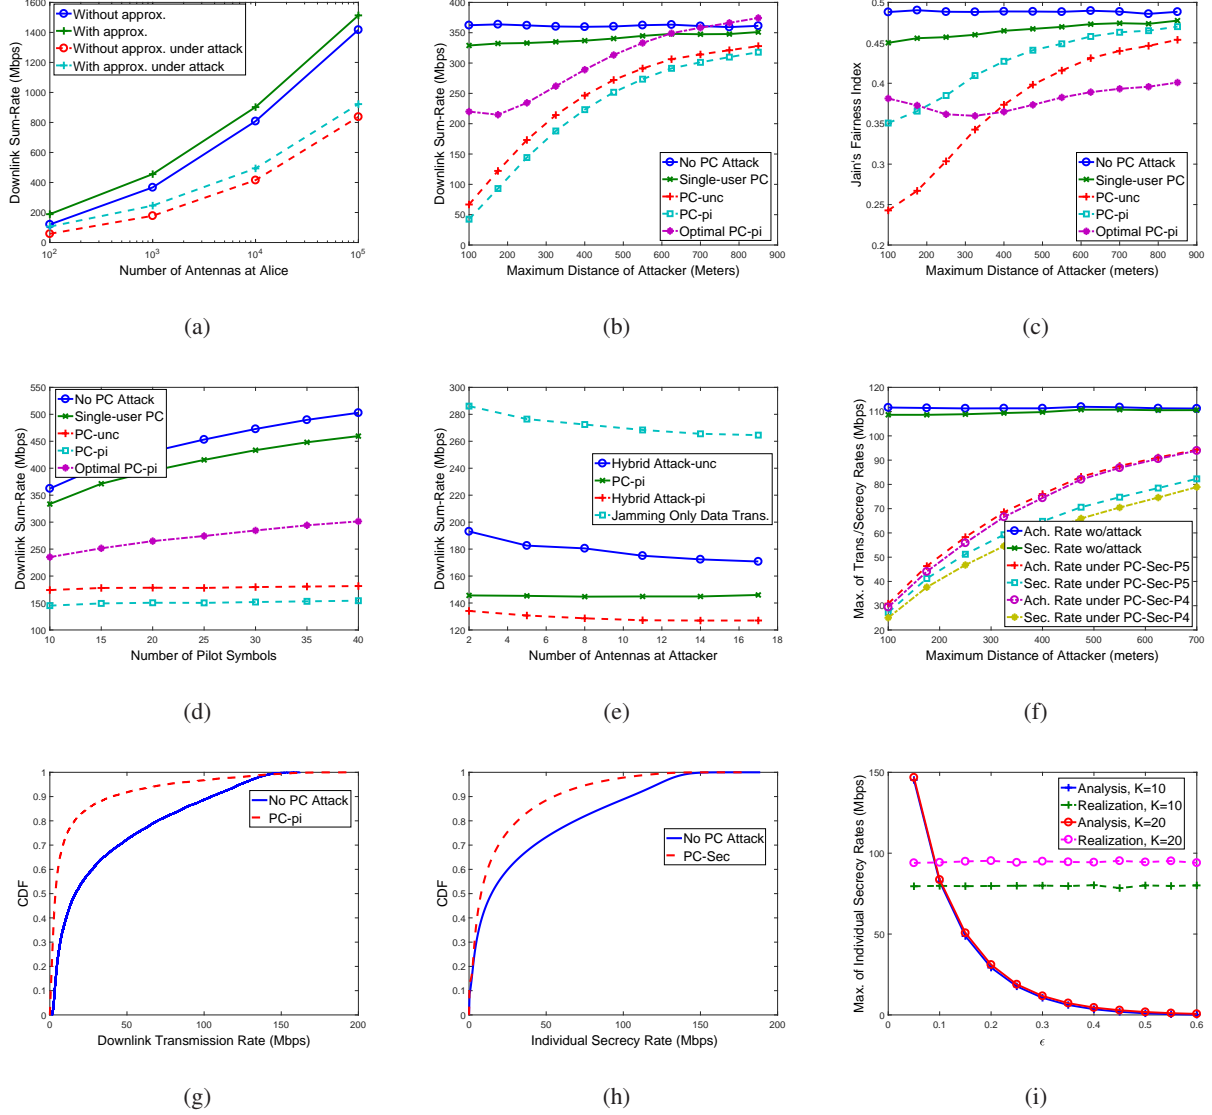 1600
1400
1200
1000
800
600
400
200
0
10² 10³ 10⁴ 10⁵
Downlink Sum-Rate (Mbps)
Number of Antennas at Alice
Without approx.
With approx.
Without approx. under attack
With approx. under attack
(a)
400
350
300
250
200
150
100
50
0
100 200 300 400 500 600 700 800 900
Downlink Sum-Rate (Mbps)
Maximum Distance of Attacker (Meters)
No PC Attack
Single-user PC
PC-unc
PC-pi
Optimal PC-pi
(b)
0.5
0.45
0.4
0.35
0.3
0.25
0.2
100 200 300 400 500 600 700 800 900
Jain's Fairness Index
Maximum Distance of Attacker (meters)
No PC Attack
Single-user PC
PC-unc
PC-pi
Optimal PC-pi
(c)
550
500
450
400
350
300
250
200
150
100
10 15 20 25 30 35 40
Downlink Sum-Rate (Mbps)
Number of Pilot Symbols
No PC Attack
Single-user PC
PC-unc
PC-pi
Optimal PC-pi
(d)
300
280
260
240
220
200
180
160
140
120
2 4 6 8 10 12 14 16 18
Downlink Sum-Rate (Mbps)
Number of Antennas at Attacker
Hybrid Attack-unc
PC-pi
Hybrid Attack-pi
Jamming Only Data Trans.
(e)
120
110
100
90
80
70
60
50
40
30
20
100 200 300 400 500 600 700
Max. of Trans./Secrecy Rates (Mbps)
Maximum Distance of Attacker (meters)
Ach. Rate wo/attack
Sec. Rate wo/attack
Ach. Rate under PC-Sec-P5
Sec. Rate under PC-Sec-P5
Ach. Rate under PC-Sec-P4
Sec. Rate under PC-Sec-P4
(f)
1
0.9
0.8
0.7
0.6
0.5
0.4
0.3
0.2
0.1
0
0 50 100 150 200
CDF
Downlink Transmission Rate (Mbps)
No PC Attack
PC-pi
(g)
1
0.9
0.8
0.7
0.6
0.5
0.4
0.3
0.2
0.1
0
0 50 100 150 200
CDF
Individual Secrecy Rate (Mbps)
No PC Attack
PC-Sec
(h)
150
100
50
0
0 0.1 0.2 0.3 0.4 0.5 0.6
Max. of Individual Secrecy Rates (Mbps)
ϵ
Analysis, K=10
Realization, K=10
Analysis, K=20
Realization, K=20
(i)